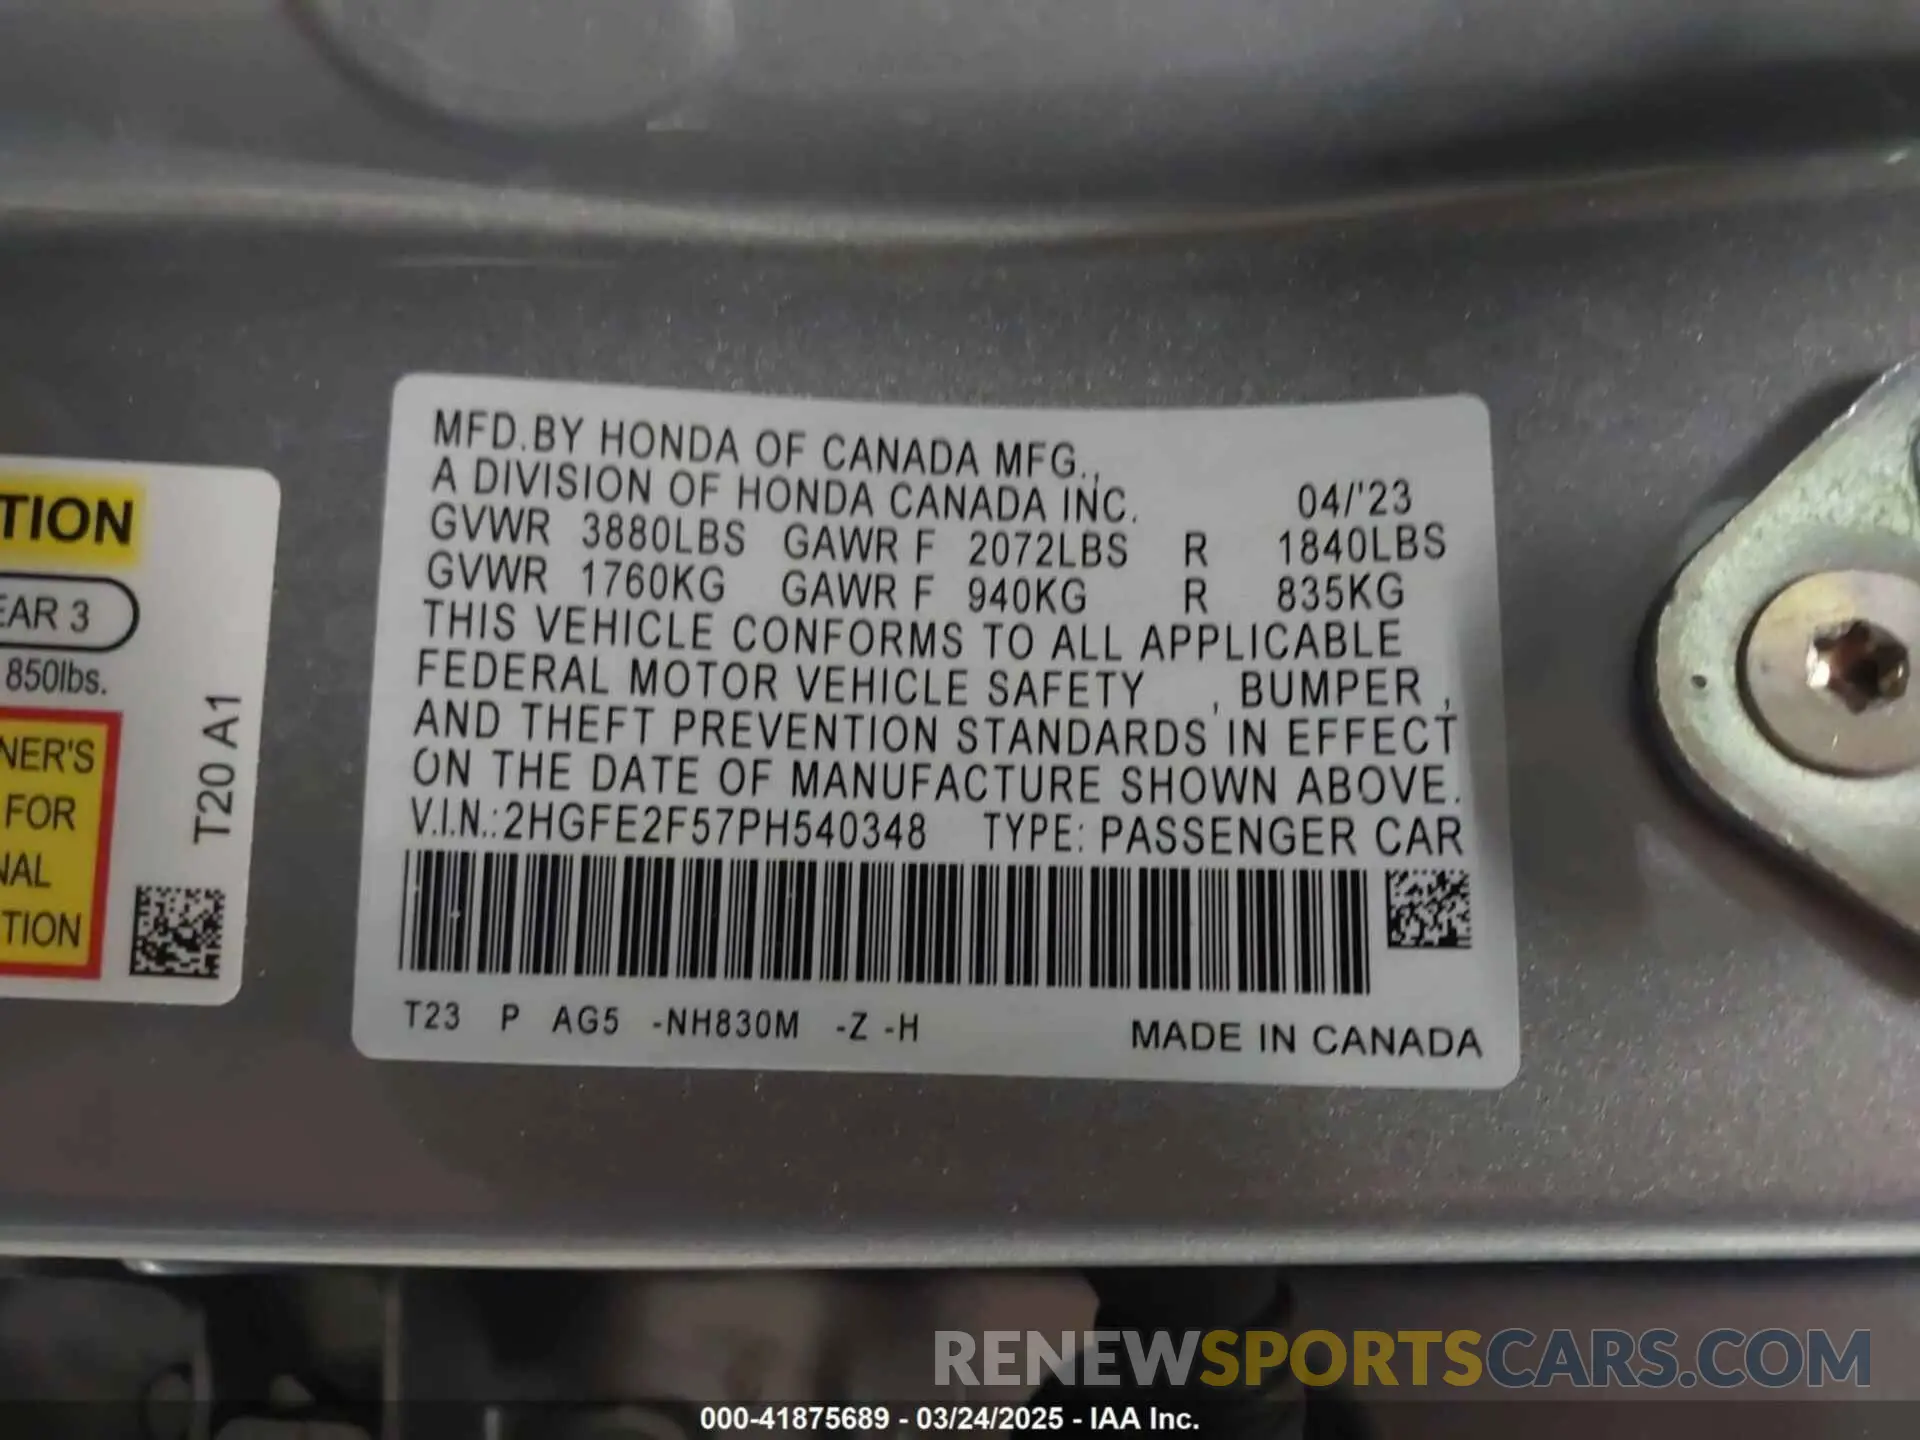 TION
EAR 3
850lbs.
NER'S
FOR
NAL
TION
T20 A1
MFD.BY HONDA OF CANADA MFG.,
A DIVISION OF HONDA CANADA INC. 04/'23
GVWR 3880LBS GAWR F 2072LBS R 1840LBS
GVWR 1760KG GAWR F 940KG R 835KG
THIS VEHICLE CONFORMS TO ALL APPLICABLE
FEDERAL MOTOR VEHICLE SAFETY , BUMPER ,
AND THEFT PREVENTION STANDARDS IN EFFECT
ON THE DATE OF MANUFACTURE SHOWN ABOVE.
V.I.N.:2HGFE2F57PH540348 TYPE: PASSENGER CAR
T23 P AG5 -NH830M -Z -H MADE IN CANADA
RENEWSPORTSCARS.COM
000-41875689 - 03/24/2025 - IAA Inc.